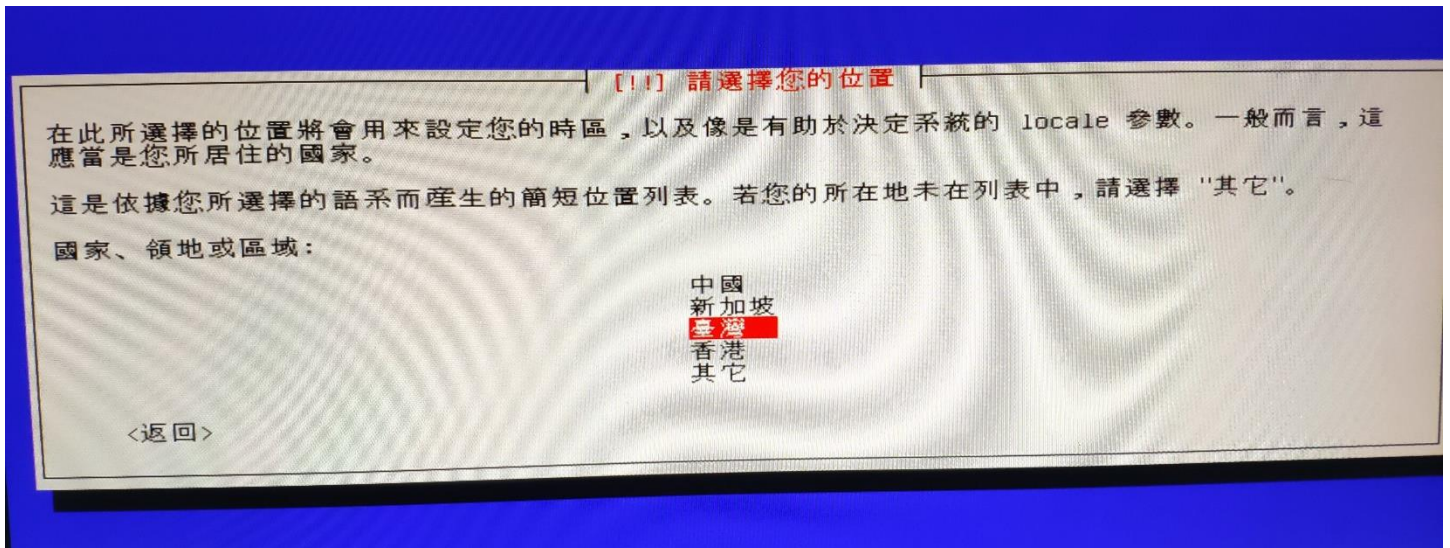 [!!] 請選擇您的位置
在此所選擇的位置將會用來設定您的時區，以及像是有助於決定系統的 locale 參數。一般而言，這
應當是您所居住的國家。
這是依據您所選擇的語系而產生的簡短位置列表。若您的所在地未在列表中，請選擇 "其它"。
國家、領地或區域:
中國
新加坡
臺灣
香港
其它
<返回>